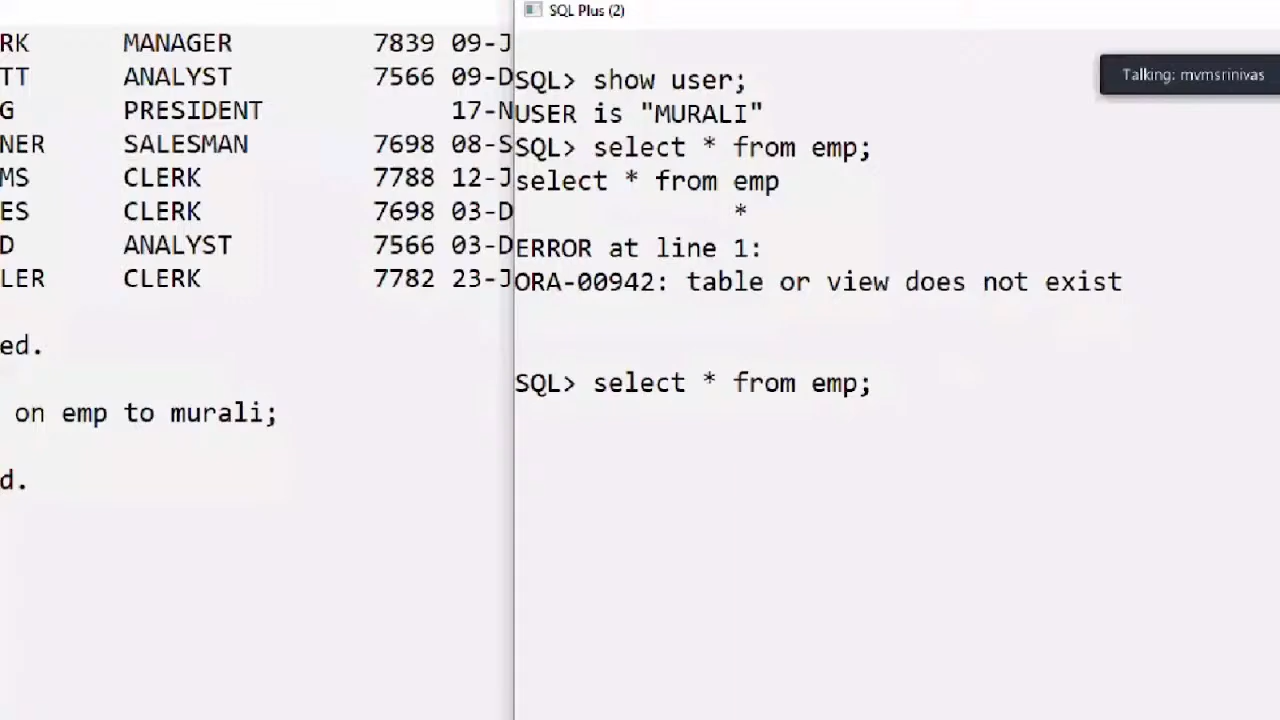 RK MANAGER 7839 09-J
TT ANALYST 7566 09-D
G PRESIDENT 17-N
NER SALESMAN 7698 08-S
MS CLERK 7788 12-J
ES CLERK 7698 03-D
D ANALYST 7566 03-D
LER CLERK 7782 23-J
ed.
on emp to murali;
d.
SQL Plus (2)
Talking: mvmsrinivas
SQL> show user;
USER is "MURALI"
SQL> select * from emp;
select * from emp
*
ERROR at line 1:
ORA-00942: table or view does not exist
SQL> select * from emp;